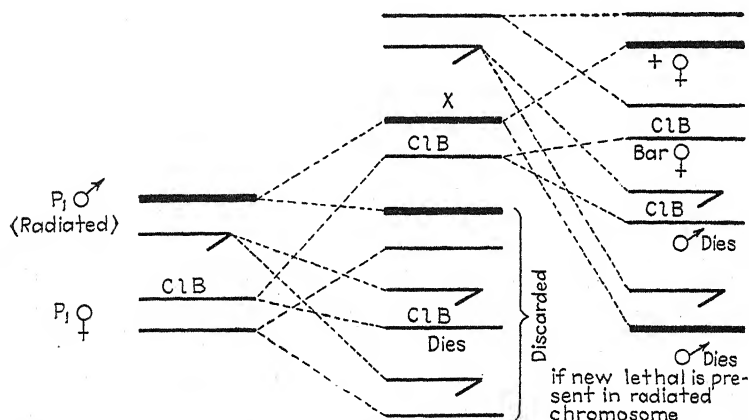 P₁ ♂
(Radiated)
ClB
P₁ ♀
X
ClB
ClB
Dies
Discarded
+ ♀
ClB
Bar ♀
ClB
♂ Dies
♂ Dies
if new lethal is pre-
sent in radiated
chromosome